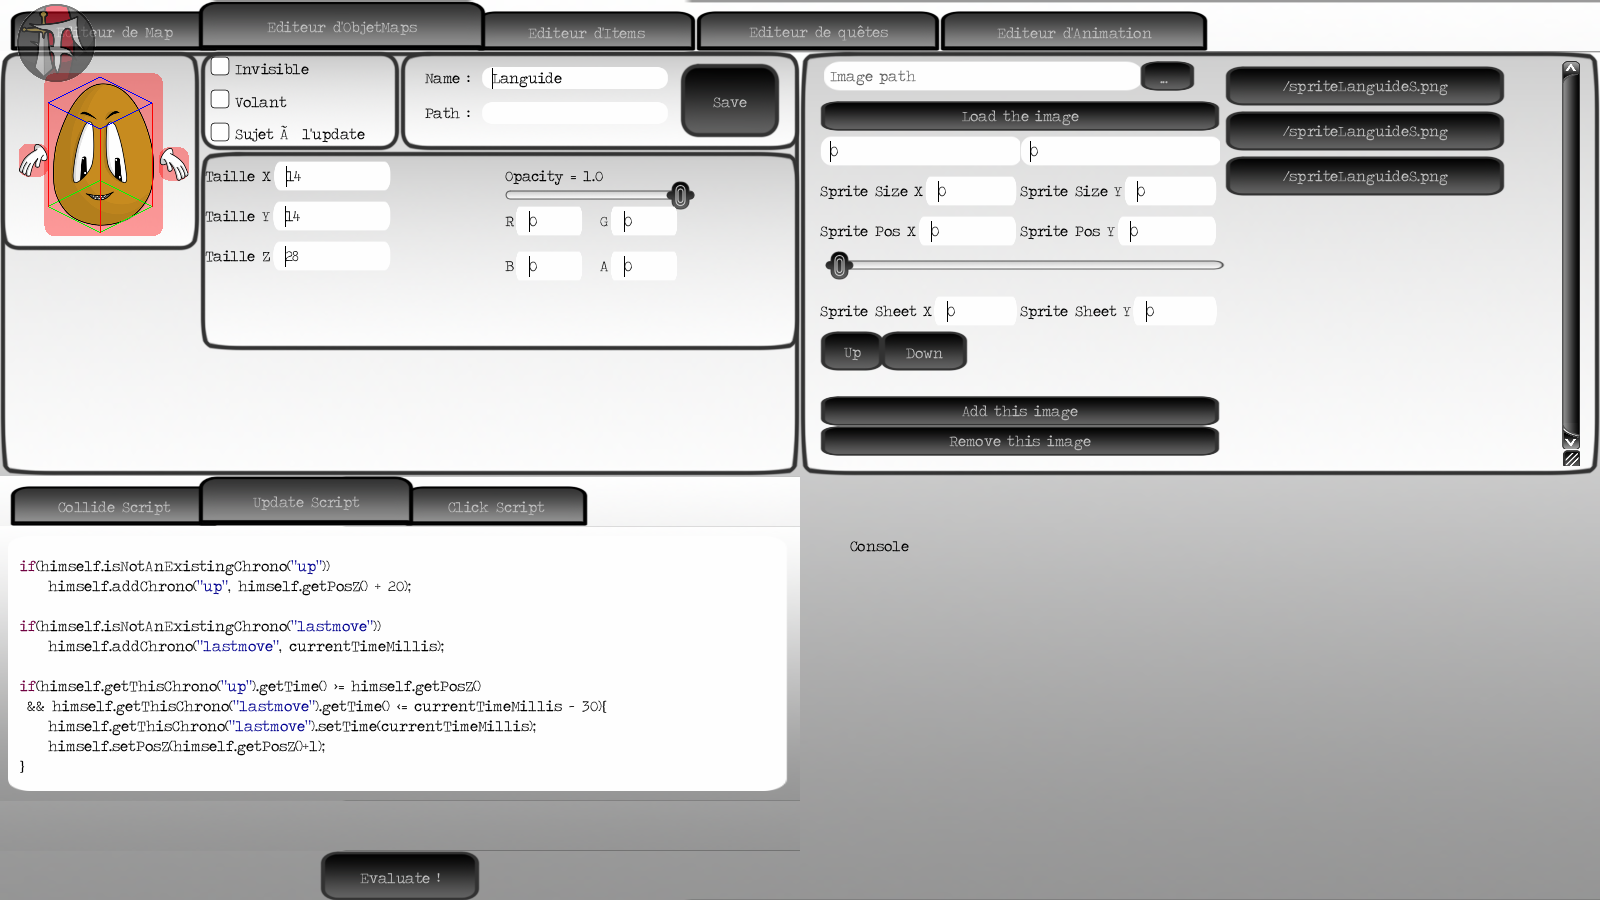 Editeur de Map
Editeur d'ObjetMaps
Editeur d'Items
Editeur de quêtes
Editeur d'Animation
Invisible
Volant
Sujet Ã l'update
Name : Languide
Path :
Save
Taille X 14
Taille Y 14
Taille Z 28
Opacity = 1.0
R 0 G 0
B 0 A 0
Image path ...
Load the image
0 0
Sprite Size X 0 Sprite Size Y 0
Sprite Pos X 0 Sprite Pos Y 0
Sprite Sheet X 0 Sprite Sheet Y 0
Up Down
Add this image
Remove this image
/spriteLanguideS.png
/spriteLanguideS.png
/spriteLanguideS.png
Collide Script
Update Script
Click Script
if(himself.isNotAnExistingChrono("up"))
himself.addChrono("up", himself.getPosZ() + 20);
if(himself.isNotAnExistingChrono("lastmove"))
himself.addChrono("lastmove", currentTimeMillis);
if(himself.getThisChrono("up").getTime() >= himself.getPosZ()
&& himself.getThisChrono("lastmove").getTime() <= currentTimeMillis - 30){
himself.getThisChrono("lastmove").setTime(currentTimeMillis);
himself.setPosZ(himself.getPosZ()+1);
}
Console
Evaluate !